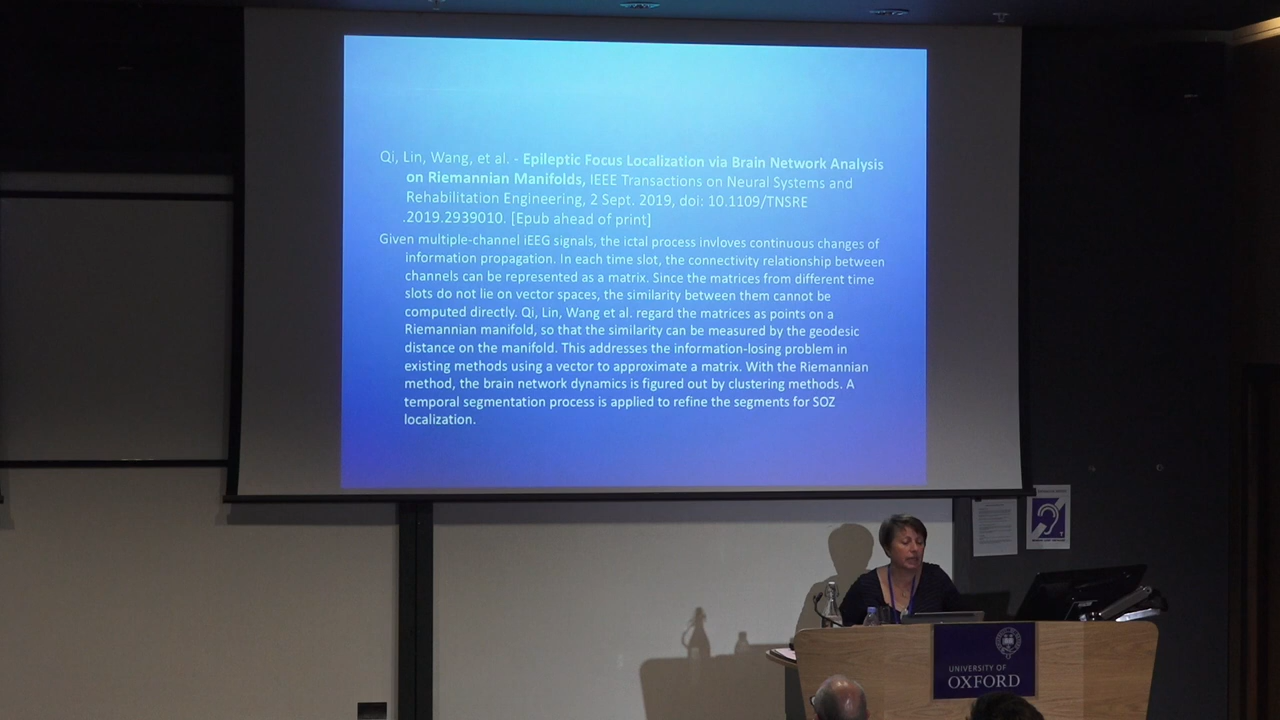 Qi, Lin, Wang, et al. - Epileptic Focus Localization via Brain Network Analysis
on Riemannian Manifolds, IEEE Transactions on Neural Systems and
Rehabilitation Engineering, 2 Sept. 2019, doi: 10.1109/TNSRE
.2019.2939010. [Epub ahead of print]
Given multiple-channel iEEG signals, the ictal process invloves continuous changes of
information propagation. In each time slot, the connectivity relationship between
channels can be represented as a matrix. Since the matrices from different time
slots do not lie on vector spaces, the similarity between them cannot be
computed directly. Qi, Lin, Wang et al. regard the matrices as points on a
Riemannian manifold, so that the similarity can be measured by the geodesic
distance on the manifold. This addresses the information-losing problem in
existing methods using a vector to approximate a matrix. With the Riemannian
method, the brain network dynamics is figured out by clustering methods. A
temporal segmentation process is applied to refine the segments for SOZ
localization.
UNIVERSITY OF
OXFORD